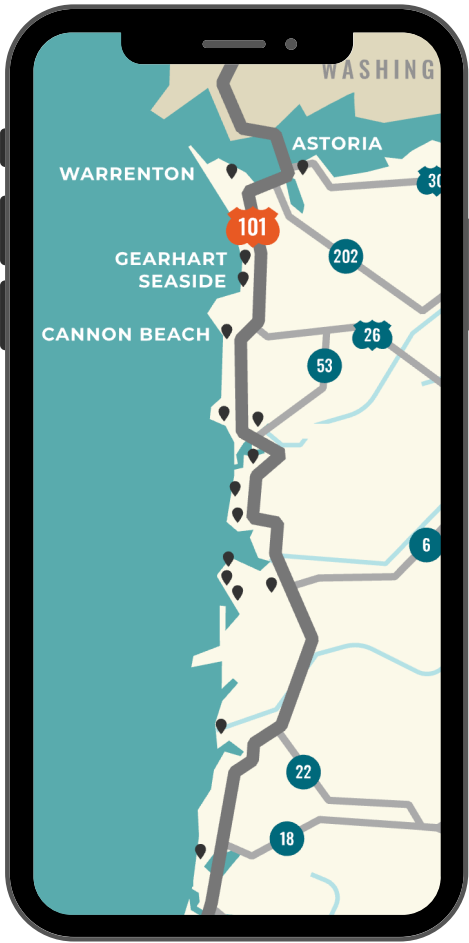 WASHING
ASTORIA
WARRENTON
30
101
202
GEARHART
SEASIDE
CANNON BEACH
26
53
6
22
18